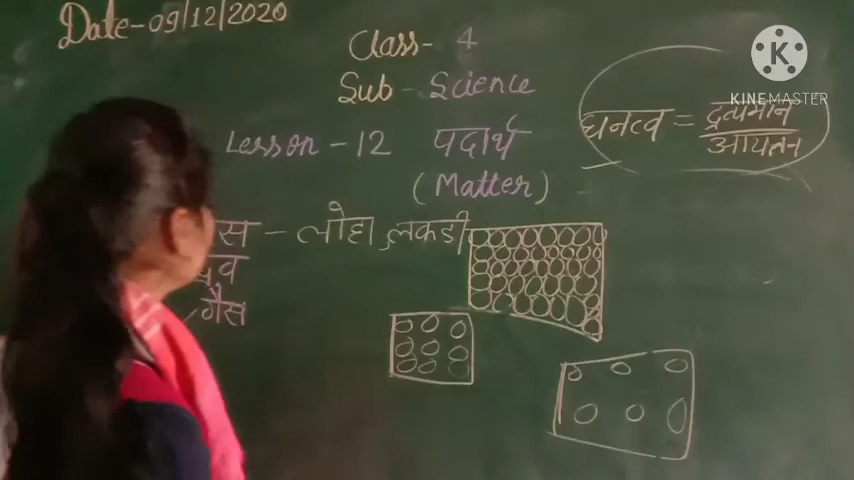 Date-09/12/2020
Class- 4
Sub - Science
Lesson -12 पदार्थ
(Matter)
घनत्व = द्रव्यमान
आयतन
स - लोहा, लकडी
व
गैस
K
KINEMASTER